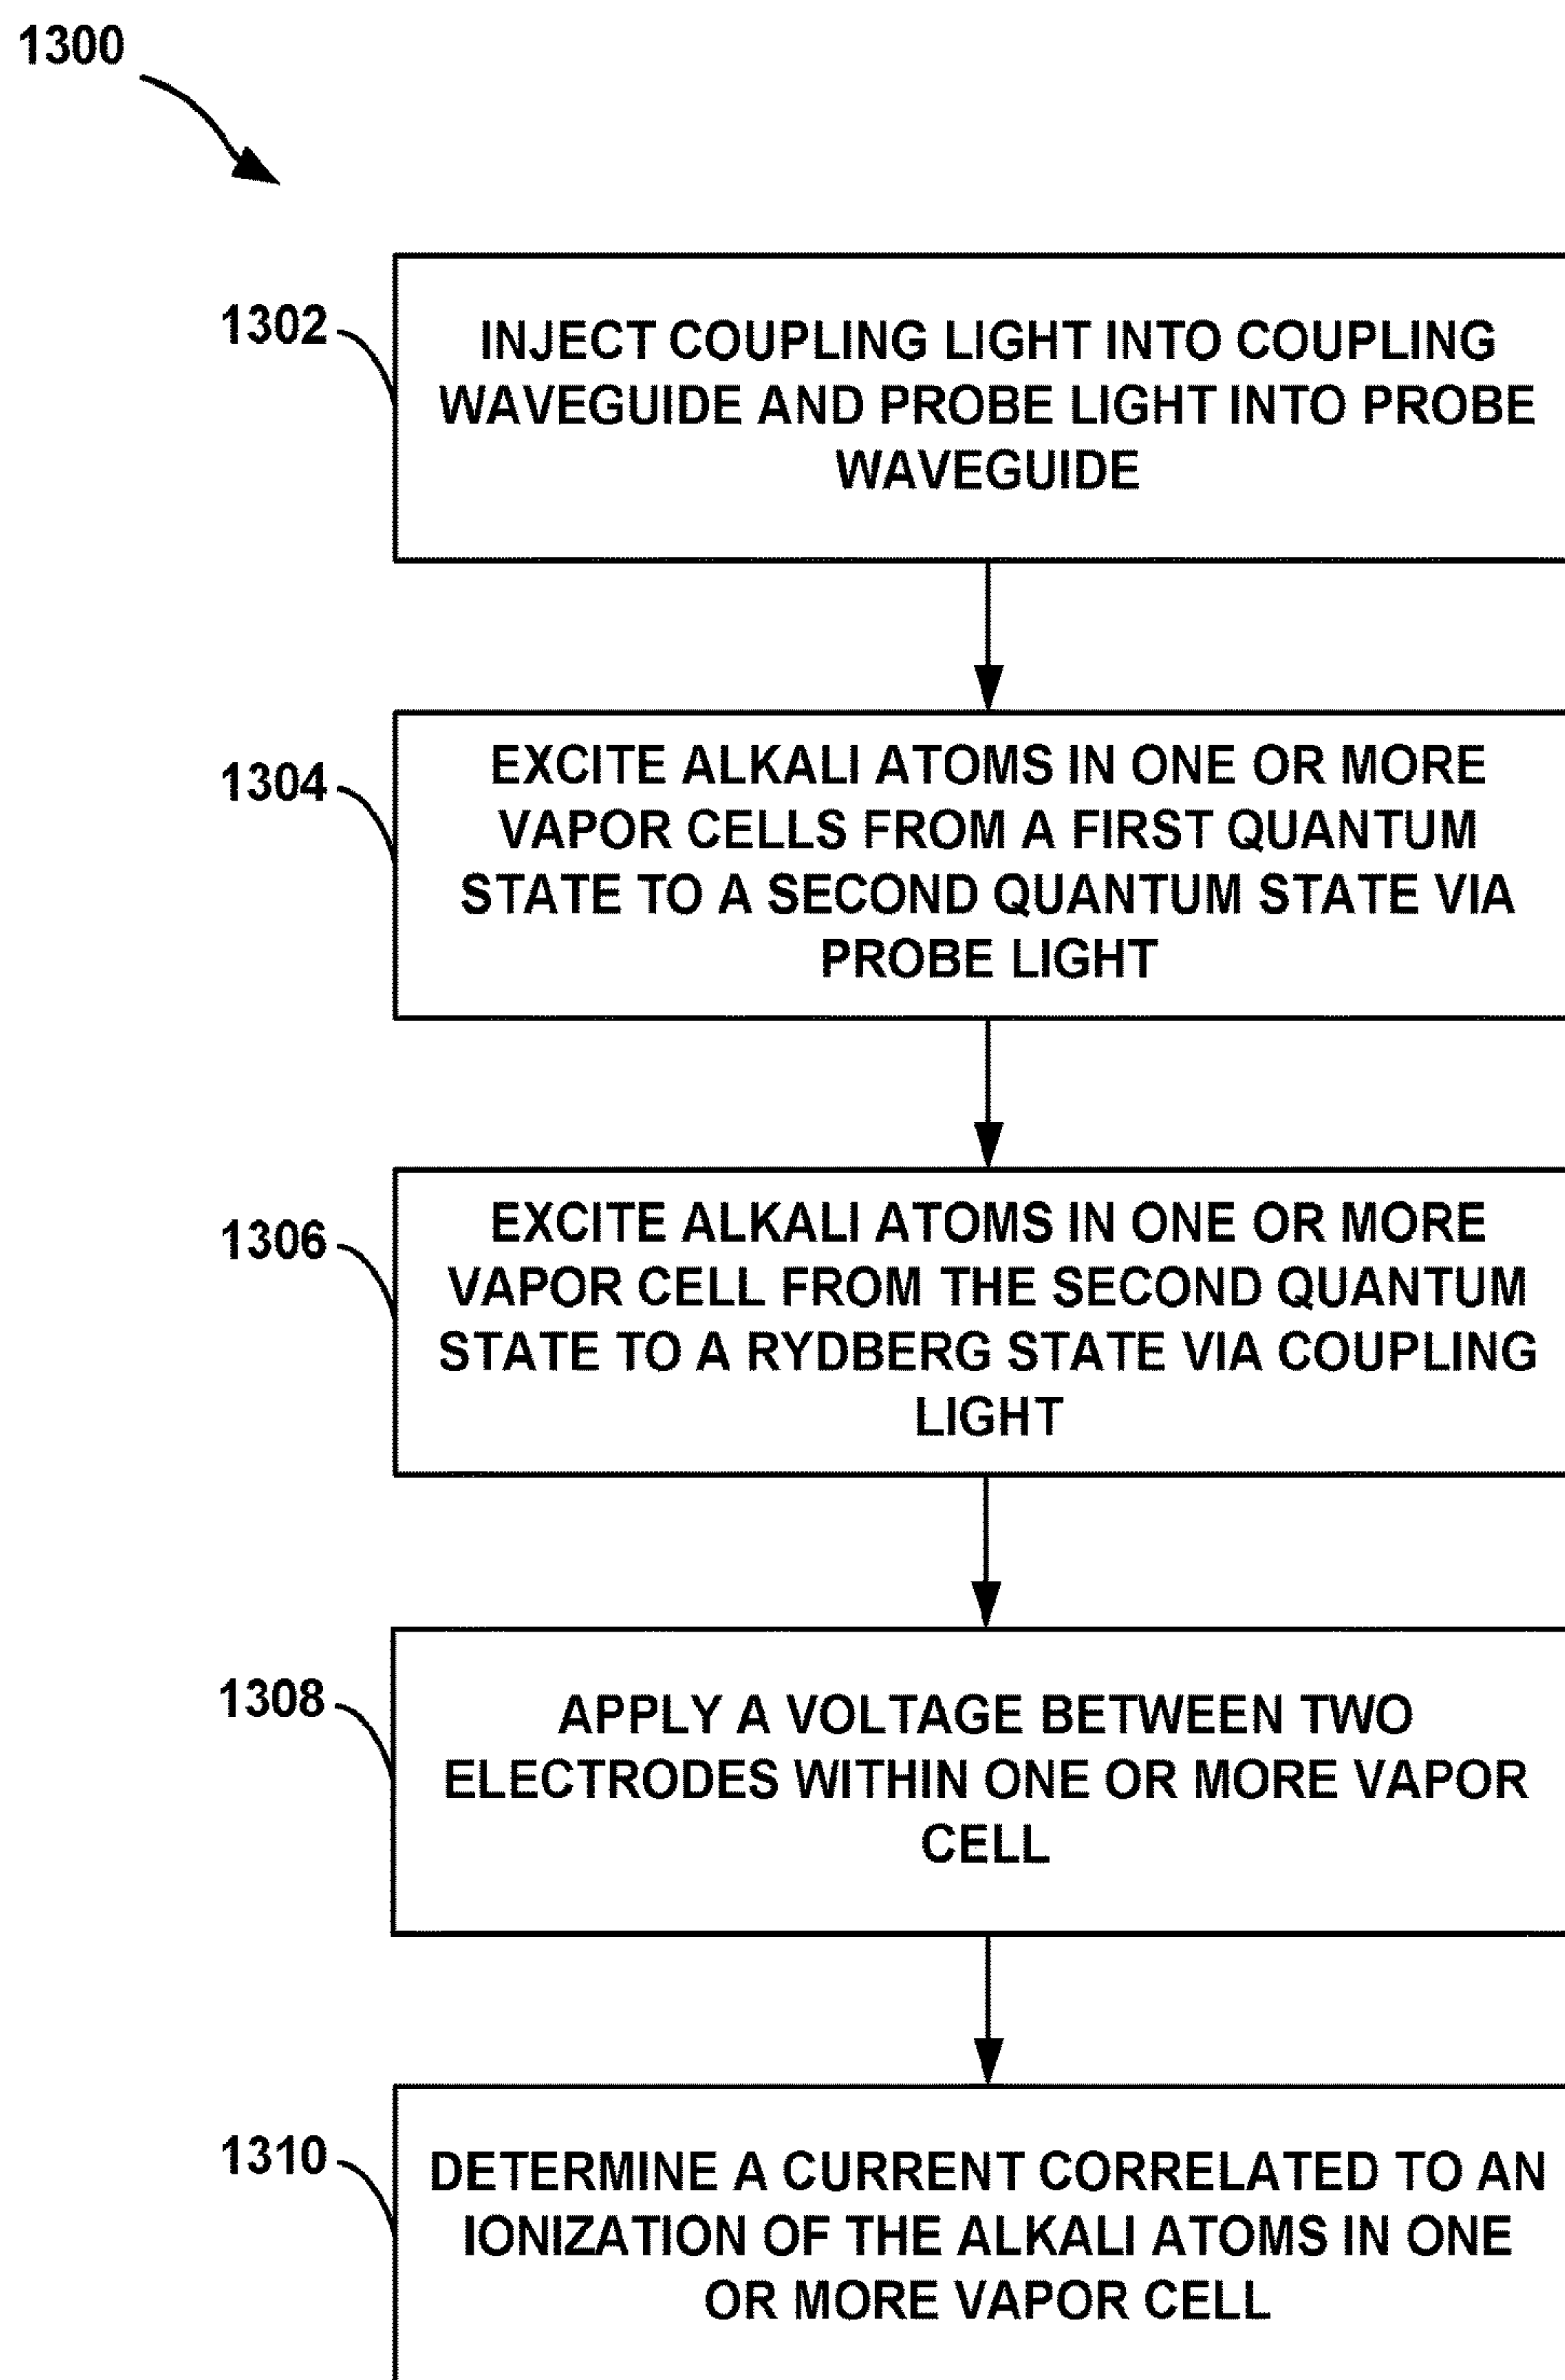 1300
1302
INJECT COUPLING LIGHT INTO COUPLING
WAVEGUIDE AND PROBE LIGHT INTO PROBE
WAVEGUIDE
1304
EXCITE ALKALI ATOMS IN ONE OR MORE
VAPOR CELLS FROM A FIRST QUANTUM
STATE TO A SECOND QUANTUM STATE VIA
PROBE LIGHT
1306
EXCITE ALKALI ATOMS IN ONE OR MORE
VAPOR CELL FROM THE SECOND QUANTUM
STATE TO A RYDBERG STATE VIA COUPLING
LIGHT
1308
APPLY A VOLTAGE BETWEEN TWO
ELECTRODES WITHIN ONE OR MORE VAPOR
CELL
1310
DETERMINE A CURRENT CORRELATED TO AN
IONIZATION OF THE ALKALI ATOMS IN ONE
OR MORE VAPOR CELL